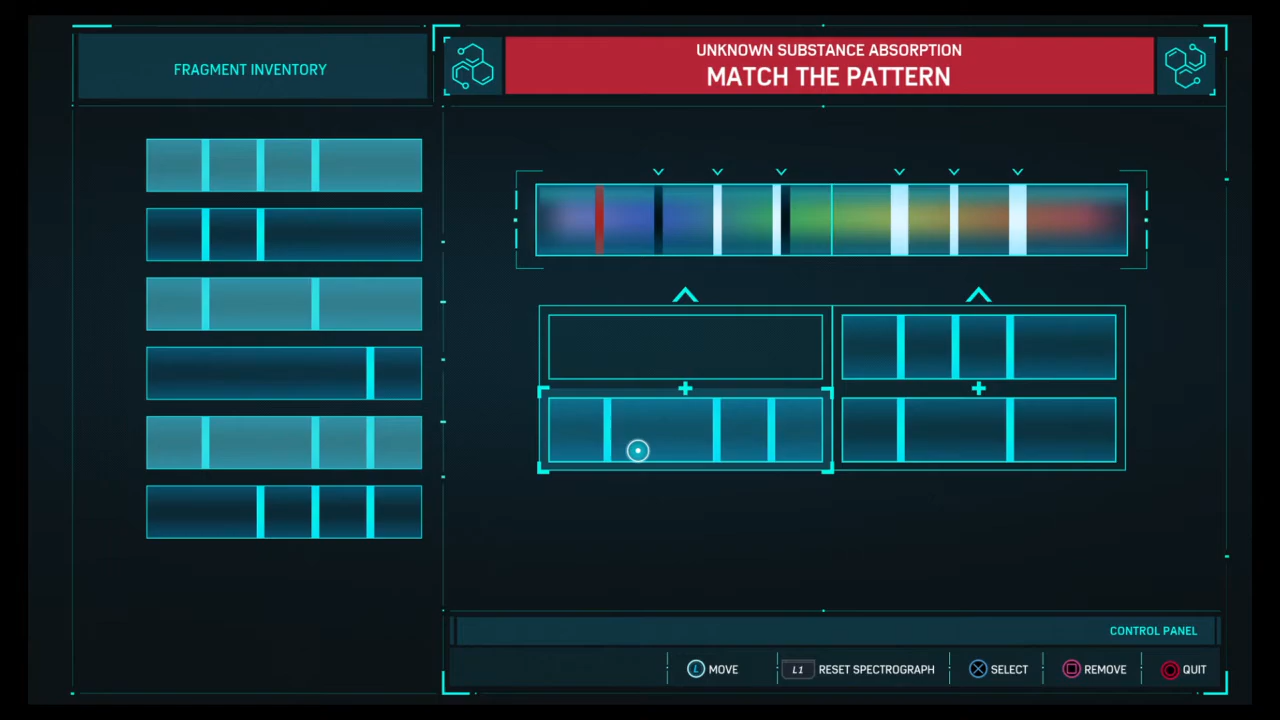 FRAGMENT INVENTORY
UNKNOWN SUBSTANCE ABSORPTION
MATCH THE PATTERN
CONTROL PANEL
L MOVE
L1 RESET SPECTROGRAPH
SELECT
REMOVE
QUIT